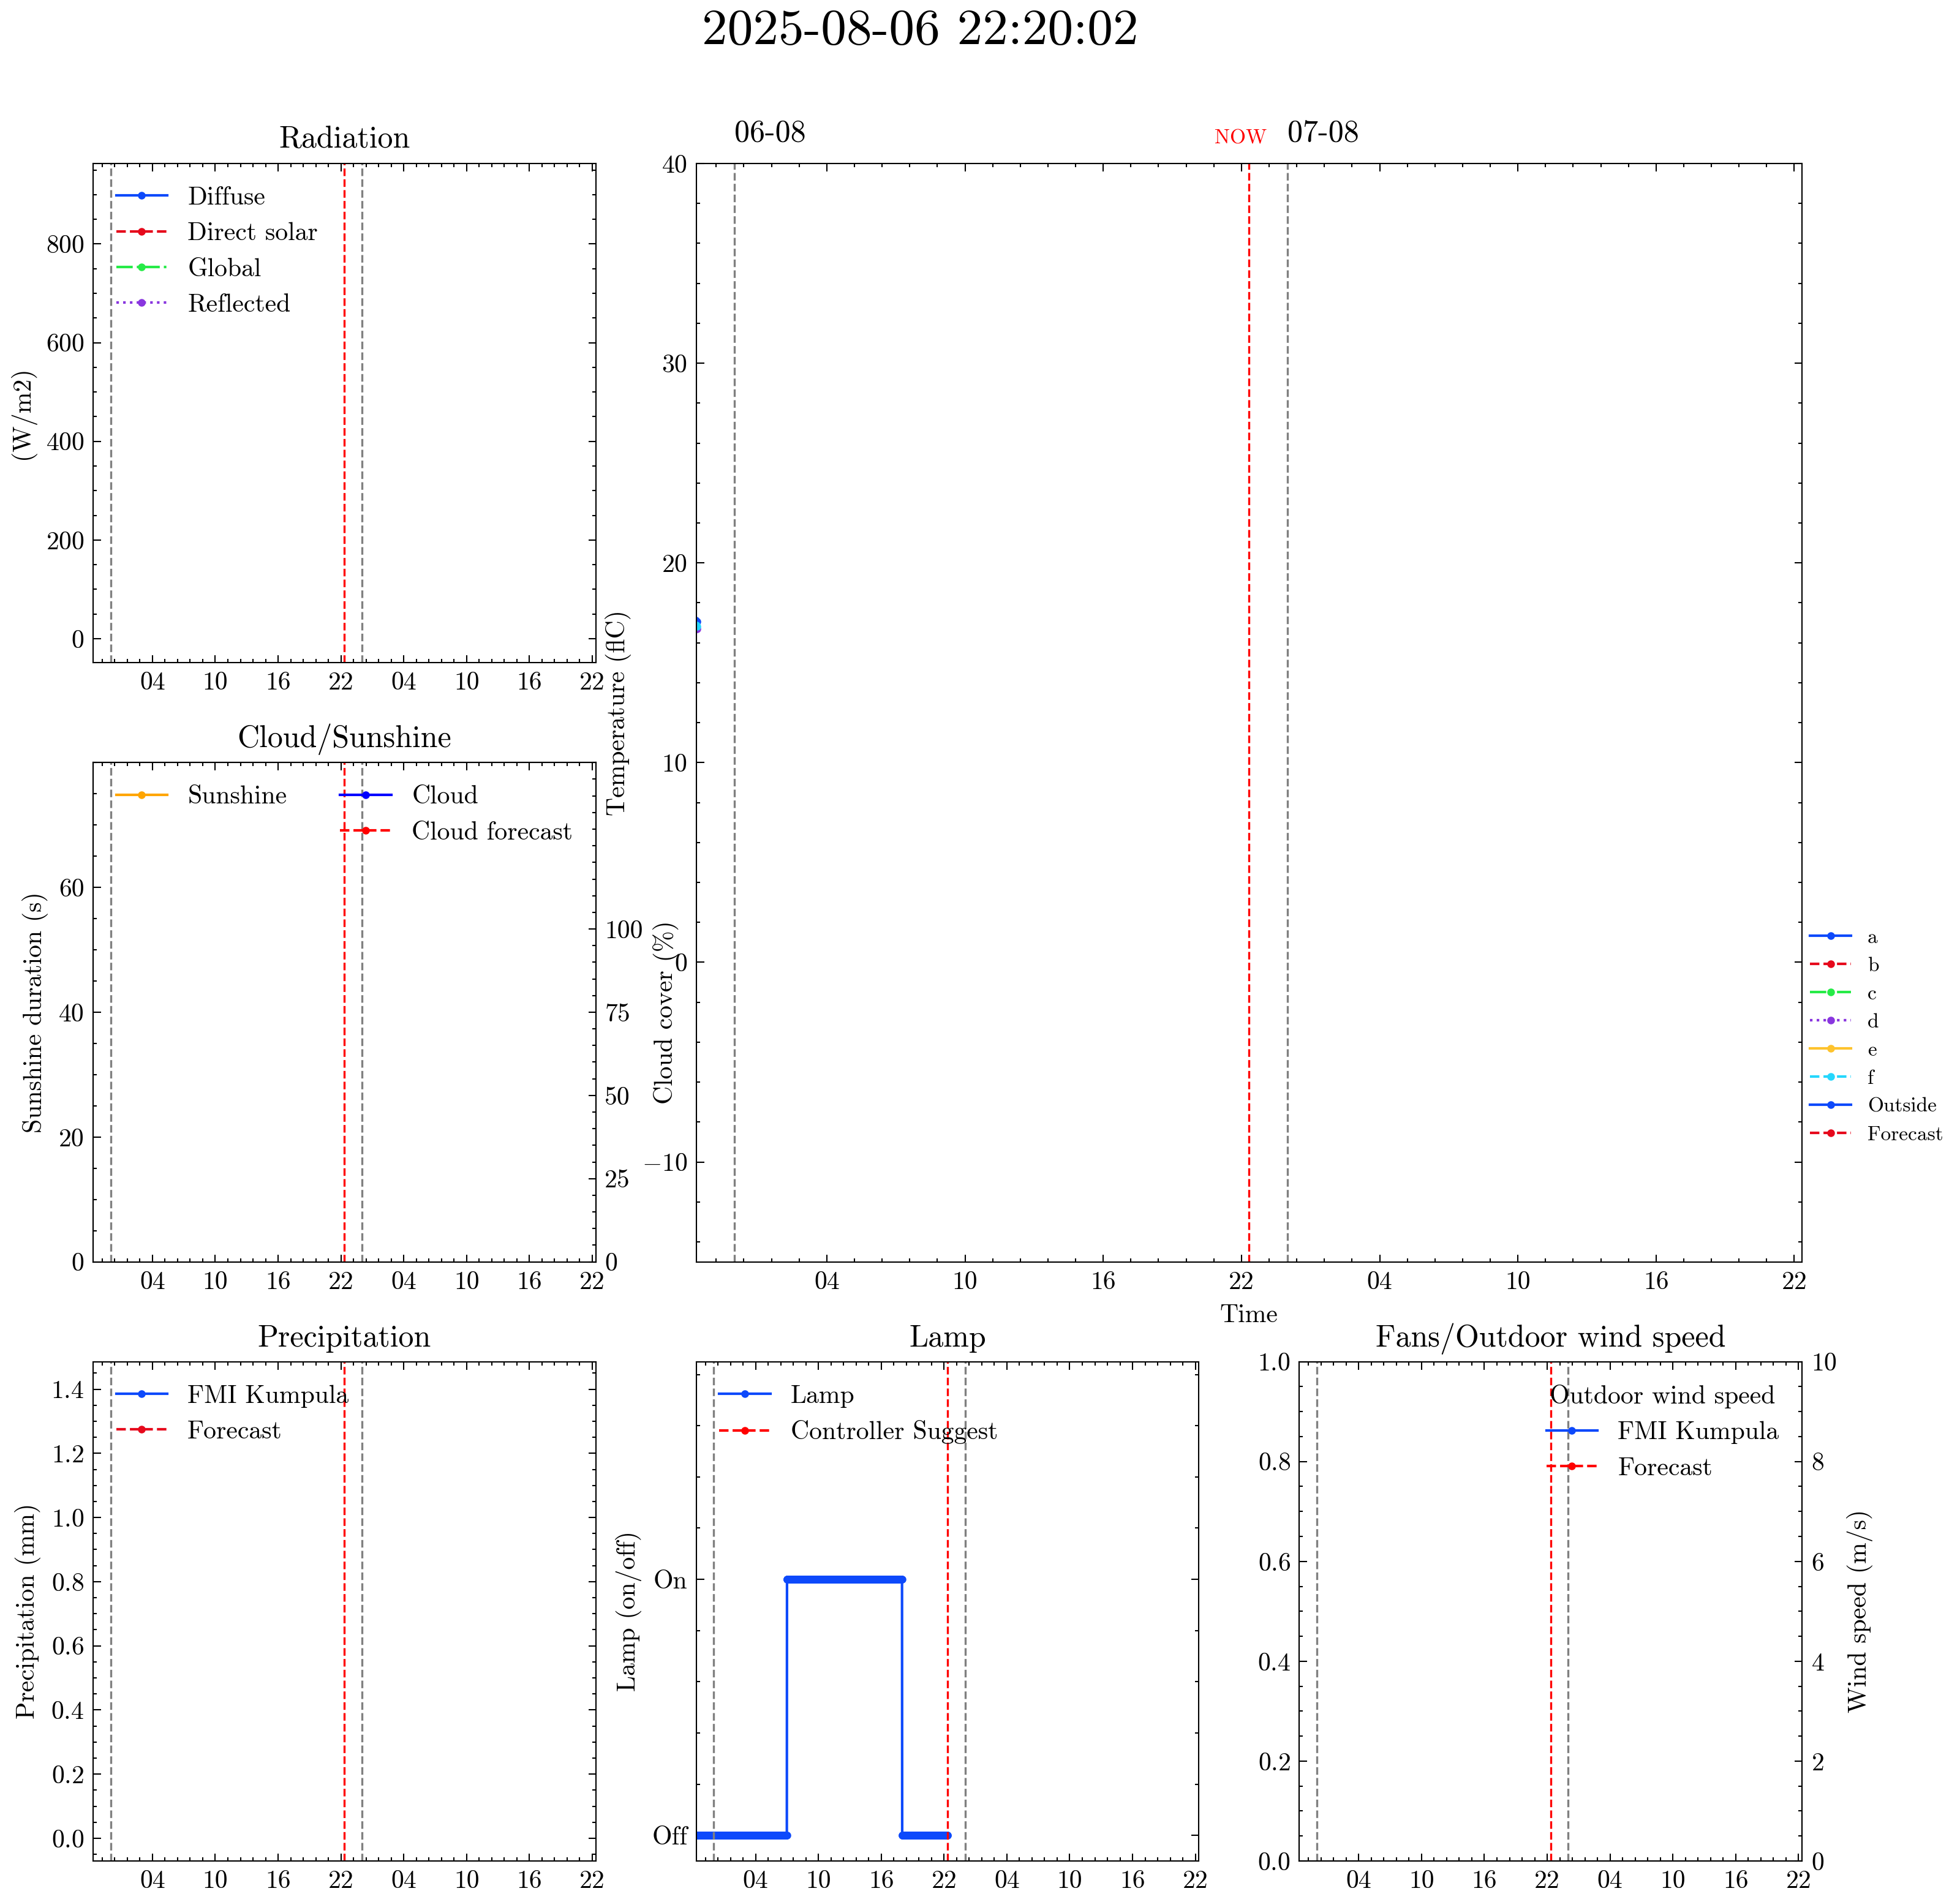 2025-08-06 22:20:02
Radiation
(W/m2)
800
600
400
200
0
Diffuse
Direct solar
Global
Reflected
04 10 16 22 04 10 16 22
06-08
NOW
07-08
Temperature (flC)
40
30
20
10
0
−10
04 10 16 22 04 10 16 22
Time
a
b
c
d
e
f
Outside
Forecast
Cloud/Sunshine
Sunshine duration (s)
60
40
20
0
Sunshine
Cloud
Cloud forecast
100
75
50
25
0
Cloud cover (%)
04 10 16 22 04 10 16 22
Precipitation
Precipitation (mm)
1.4
1.2
1.0
0.8
0.6
0.4
0.2
0.0
FMI Kumpula
Forecast
04 10 16 22 04 10 16 22
Lamp
Lamp (on/off)
On
Off
Lamp
Controller Suggest
04 10 16 22 04 10 16 22
Fans/Outdoor wind speed
1.0
0.8
0.6
0.4
0.2
0.0
Outdoor wind speed
FMI Kumpula
Forecast
10
8
6
4
2
0
Wind speed (m/s)
04 10 16 22 04 10 16 22